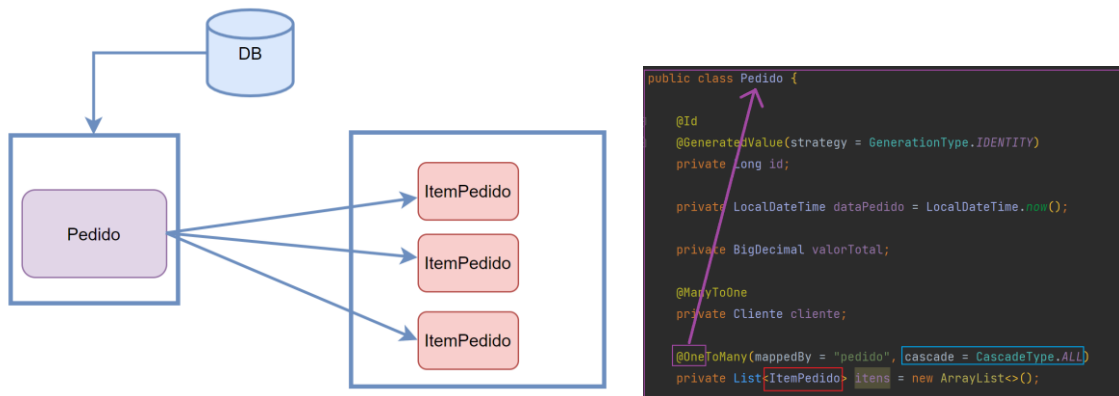 DB
Pedido
ItemPedido
ItemPedido
ItemPedido
public class Pedido {
@Id
@GeneratedValue(strategy = GenerationType.IDENTITY)
private Long id;
private LocalDateTime dataPedido = LocalDateTime.now();
private BigDecimal valorTotal;
@ManyToOne
private Cliente cliente;
@OneToMany(mappedBy = "pedido", cascade = CascadeType.ALL)
private List<ItemPedido> itens = new ArrayList<>();